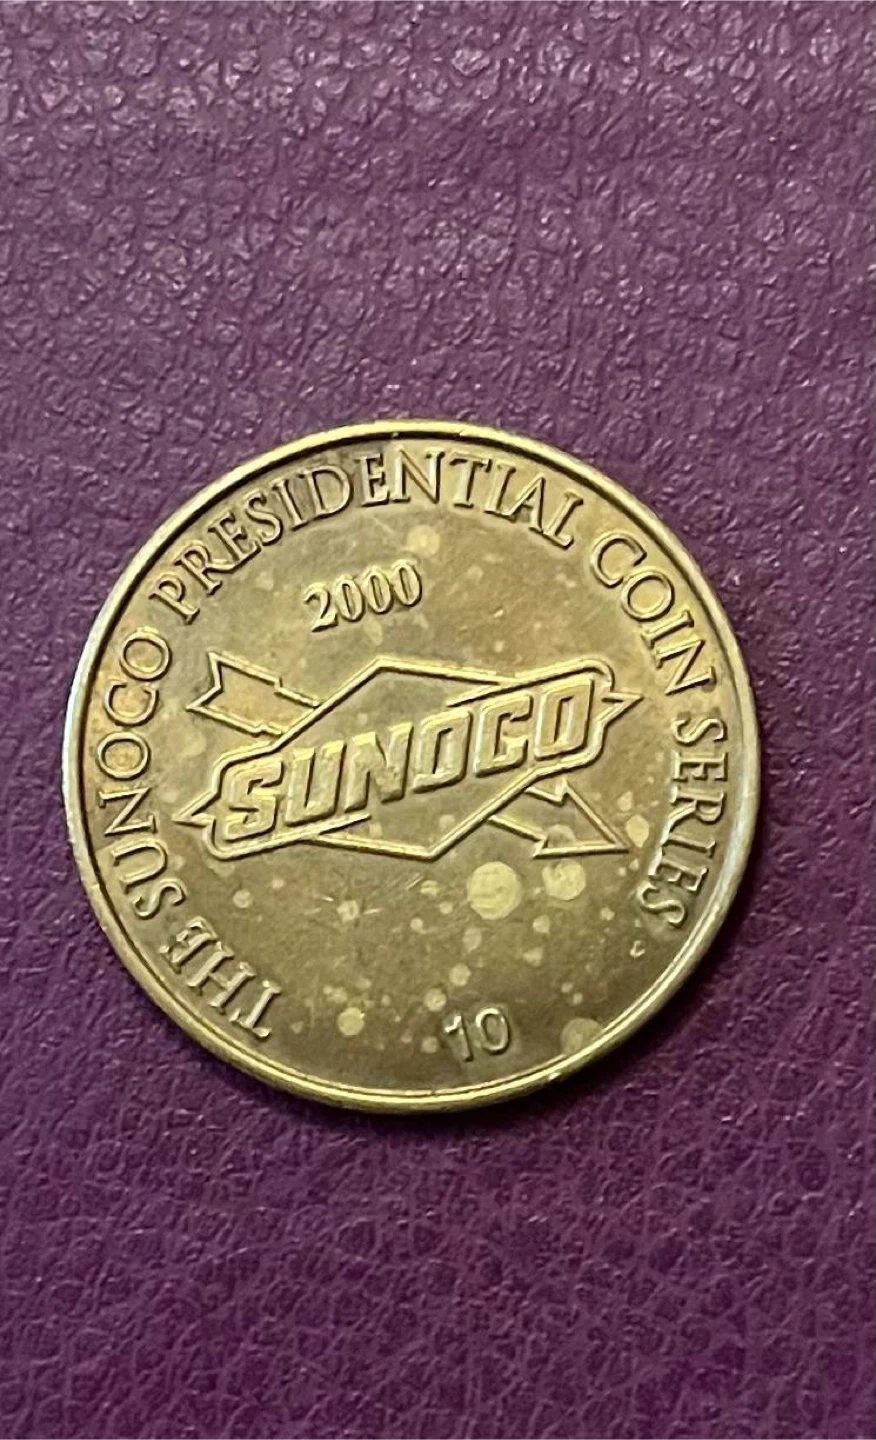 THE SUNOCO PRESIDENTIAL COIN SERIES
2000
SUNOCO
10